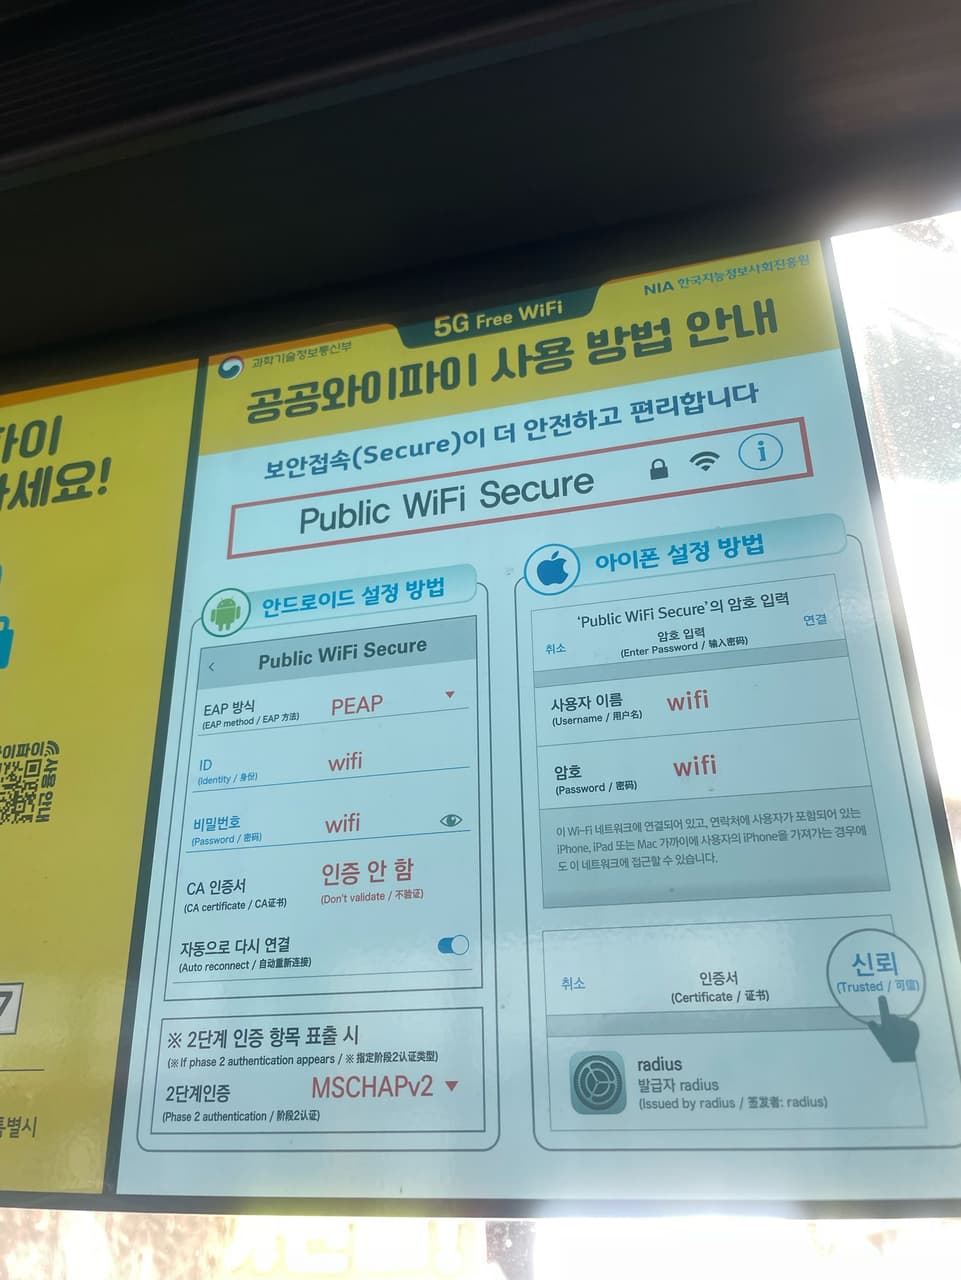 NIA 한국지능정보사회진흥원
5G Free WiFi
과학기술정보통신부
공공와이파이 사용 방법 안내
보안접속(Secure)이 더 안전하고 편리합니다
Public WiFi Secure
안드로이드 설정 방법
Public WiFi Secure
EAP 방식
(EAP method / EAP 方法)
PEAP
ID
(Identity / 身份)
wifi
비밀번호
(Password / 密码)
wifi
CA 인증서
(CA certificate / CA证书)
인증 안 함
(Don't validate / 不验证)
자동으로 다시 연결
(Auto reconnect / 自动重新连接)
※ 2단계 인증 항목 표출 시
(※ If phase 2 authentication appears / ※ 指定阶段2认证类型)
2단계인증
(Phase 2 authentication / 阶段2认证)
MSCHAPv2
아이폰 설정 방법
'Public WiFi Secure'의 암호 입력
취소
암호 입력
(Enter Password / 输入密码)
연결
사용자 이름
(Username / 用户名)
wifi
암호
(Password / 密码)
wifi
이 Wi-Fi 네트워크에 연결되어 있고, 연락처에 사용자가 포함되어 있는
iPhone, iPad 또는 Mac 가까이에 사용자의 iPhone을 가져가는 경우에
도 이 네트워크에 접근할 수 있습니다.
취소
인증서
(Certificate / 证书)
신뢰
(Trusted / 可信)
radius
발급자 radius
(Issued by radius / 签发者: radius)
세요!
이파이
사용안내
7
특별시